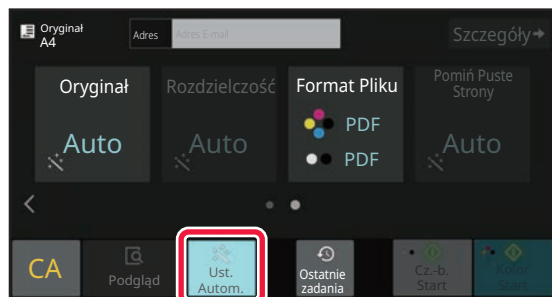 Oryginał
A4
Adres
Adres E-mail
Szczegóły
Oryginał
Auto
Rozdzielczość
Auto
Format Pliku
PDF
PDF
Pomiń Puste
Strony
Auto
CA
Podgląd
Ust.
Autom.
Ostatnie
zadania
Cz.-b.
Start
Kolor
Start